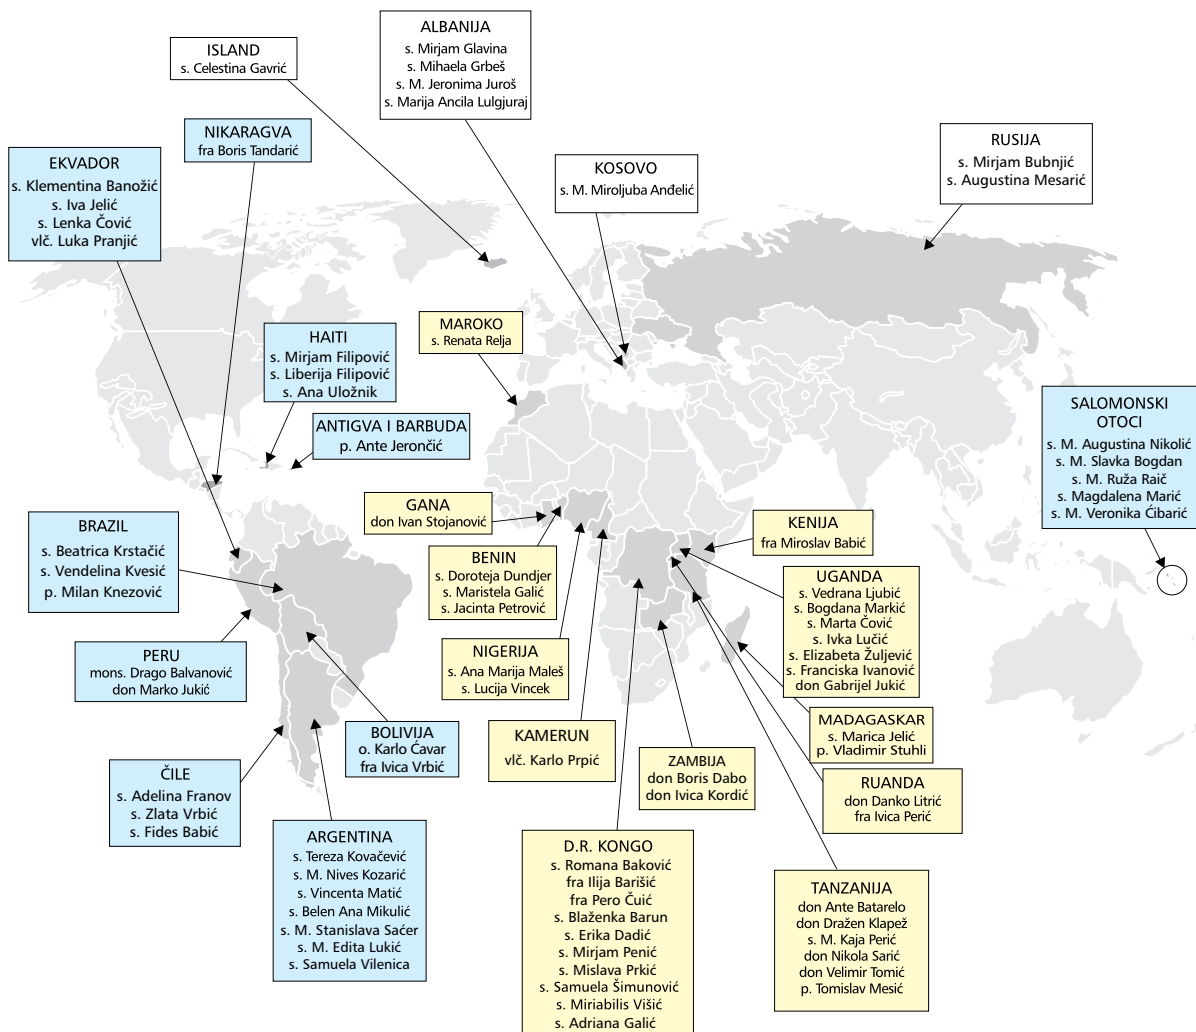 ISLAND
s. Celestina Gavrić
ALBANIJA
s. Mirjam Glavina
s. Mihaela Grbeš
s. M. Jeronima Juroš
s. Marija Ancila Lulgjuraj
NIKARAGVA
fra Boris Tandarić
EKVADOR
s. Klementina Banožić
s. Iva Jelić
s. Lenka Čović
vlč. Luka Pranjić
KOSOVO
s. M. Miroljuba Anđelić
RUSIJA
s. Mirjam Bubnjić
s. Augustina Mesarić
HAITI
s. Mirjam Filipović
s. Liberija Filipović
s. Ana Uložnik
MAROKO
s. Renata Relja
ANTIGVA I BARBUDA
p. Ante Jerončić
SALOMONSKI
OTOCI
s. M. Augustina Nikolić
s. M. Slavka Bogdan
s. M. Ruža Raič
s. Magdalena Marić
s. M. Veronika Ćibarić
GANA
don Ivan Stojanović
BRAZIL
s. Beatrica Krstačić
s. Vendelina Kvesić
p. Milan Knezović
BENIN
s. Doroteja Dundjer
s. Maristela Galić
s. Jacinta Petrović
KENIJA
fra Miroslav Babić
UGANDA
s. Vedrana Ljubić
s. Bogdana Markić
s. Marta Čović
s. Ivka Lučić
s. Elizabeta Žuljević
s. Franciska Ivanović
don Gabrijel Jukić
PERU
mons. Drago Balvanović
don Marko Jukić
NIGERIJA
s. Ana Marija Maleš
s. Lucija Vincek
MADAGASKAR
s. Marica Jelić
p. Vladimir Stuhli
BOLIVIJA
o. Karlo Ćavar
fra Ivica Vrbić
KAMERUN
vlč. Karlo Prpić
ZAMBIJA
don Boris Dabo
don Ivica Kordić
RUANDA
don Danko Litrić
fra Ivica Perić
ČILE
s. Adelina Franov
s. Zlata Vrbić
s. Fides Babić
ARGENTINA
s. Tereza Kovačević
s. M. Nives Kozarić
s. Vincenta Matić
s. Belen Ana Mikulić
s. M. Stanislava Saćer
s. M. Edita Lukić
s. Samuela Vilenica
D.R. KONGO
s. Romana Baković
fra Ilija Barišić
fra Pero Čuić
s. Blaženka Barun
s. Erika Dadić
s. Mirjam Penić
s. Mislava Prkić
s. Samuela Šimunović
s. Miriabilis Višić
s. Adriana Galić
TANZANIJA
don Ante Batarelo
don Dražen Klapež
s. M. Kaja Perić
don Nikola Sarić
don Velimir Tomić
p. Tomislav Mesić